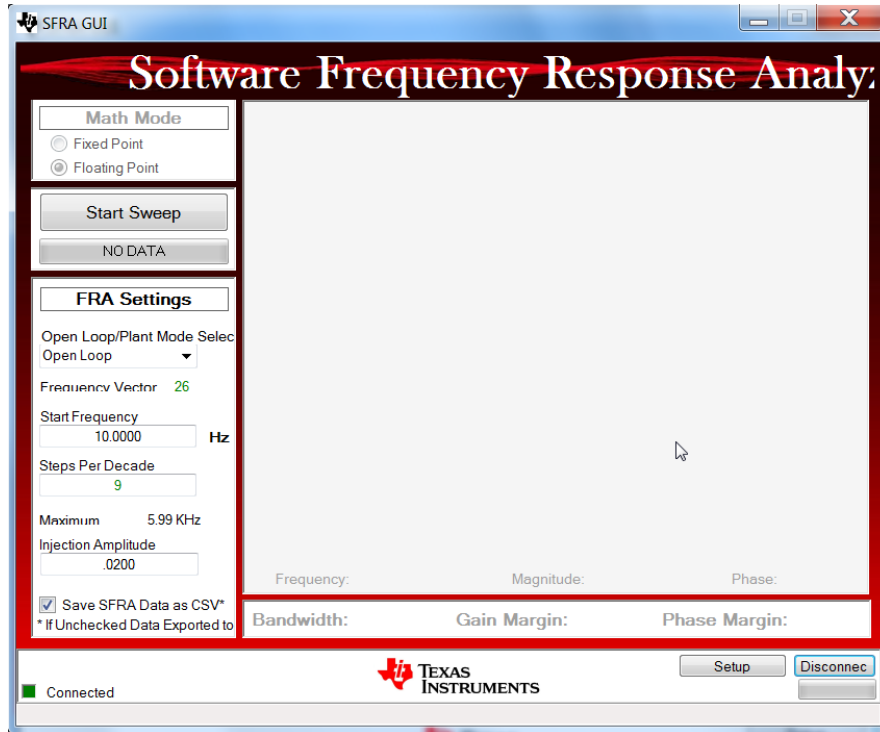 SFRA GUI
Software Frequency Response Analy
Math Mode
Fixed Point
Floating Point
Start Sweep
NO DATA
FRA Settings
Open Loop/Plant Mode Selec
Open Loop
Frequency Vector 26
Start Frequency
10.0000 Hz
Steps Per Decade
9
Maximum 5.99 KHz
Injection Amplitude
.0200
Save SFRA Data as CSV*
* If Unchecked Data Exported to
Frequency: Magnitude: Phase:
Bandwidth: Gain Margin: Phase Margin:
Connected
TEXAS
INSTRUMENTS
Setup Disconnec